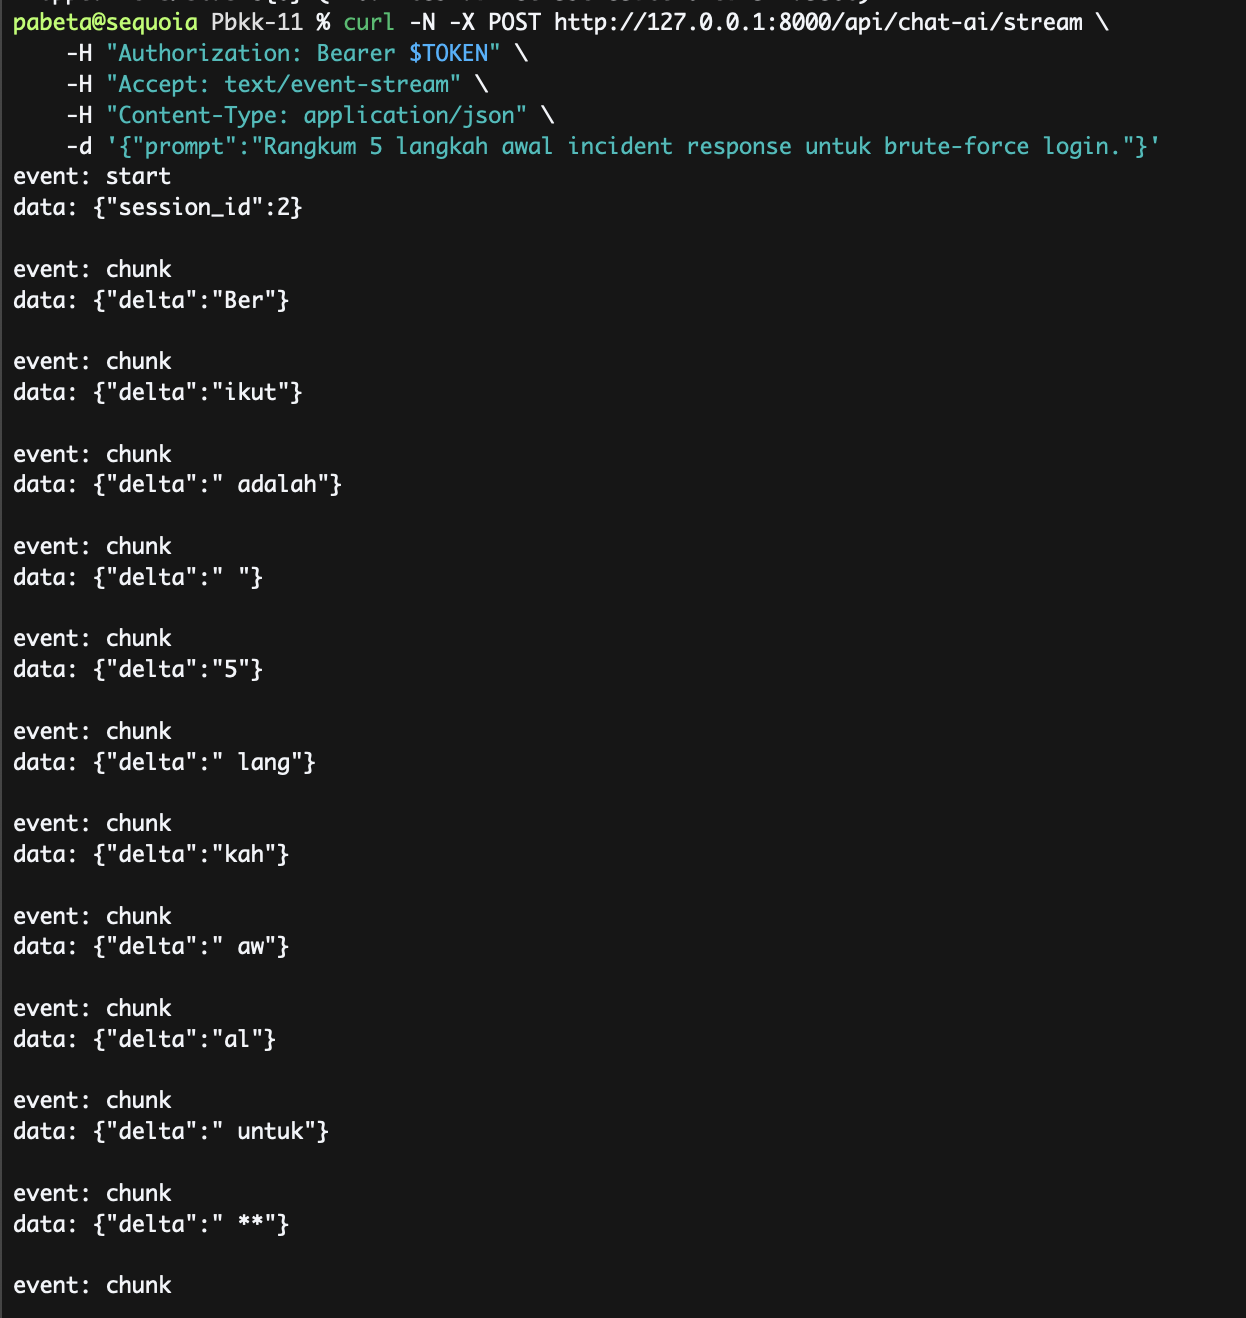 pabeta@sequoia Pbkk-11 % curl -N -X POST http://127.0.0.1:8000/api/chat-ai/stream \
    -H "Authorization: Bearer $TOKEN" \
    -H "Accept: text/event-stream" \
    -H "Content-Type: application/json" \
    -d '{"prompt":"Rangkum 5 langkah awal incident response untuk brute-force login."}'
event: start
data: {"session_id":2}

event: chunk
data: {"delta":"Ber"}

event: chunk
data: {"delta":"ikut"}

event: chunk
data: {"delta":" adalah"}

event: chunk
data: {"delta":" "}

event: chunk
data: {"delta":"5"}

event: chunk
data: {"delta":" lang"}

event: chunk
data: {"delta":"kah"}

event: chunk
data: {"delta":" aw"}

event: chunk
data: {"delta":"al"}

event: chunk
data: {"delta":" untuk"}

event: chunk
data: {"delta":" **"}

event: chunk